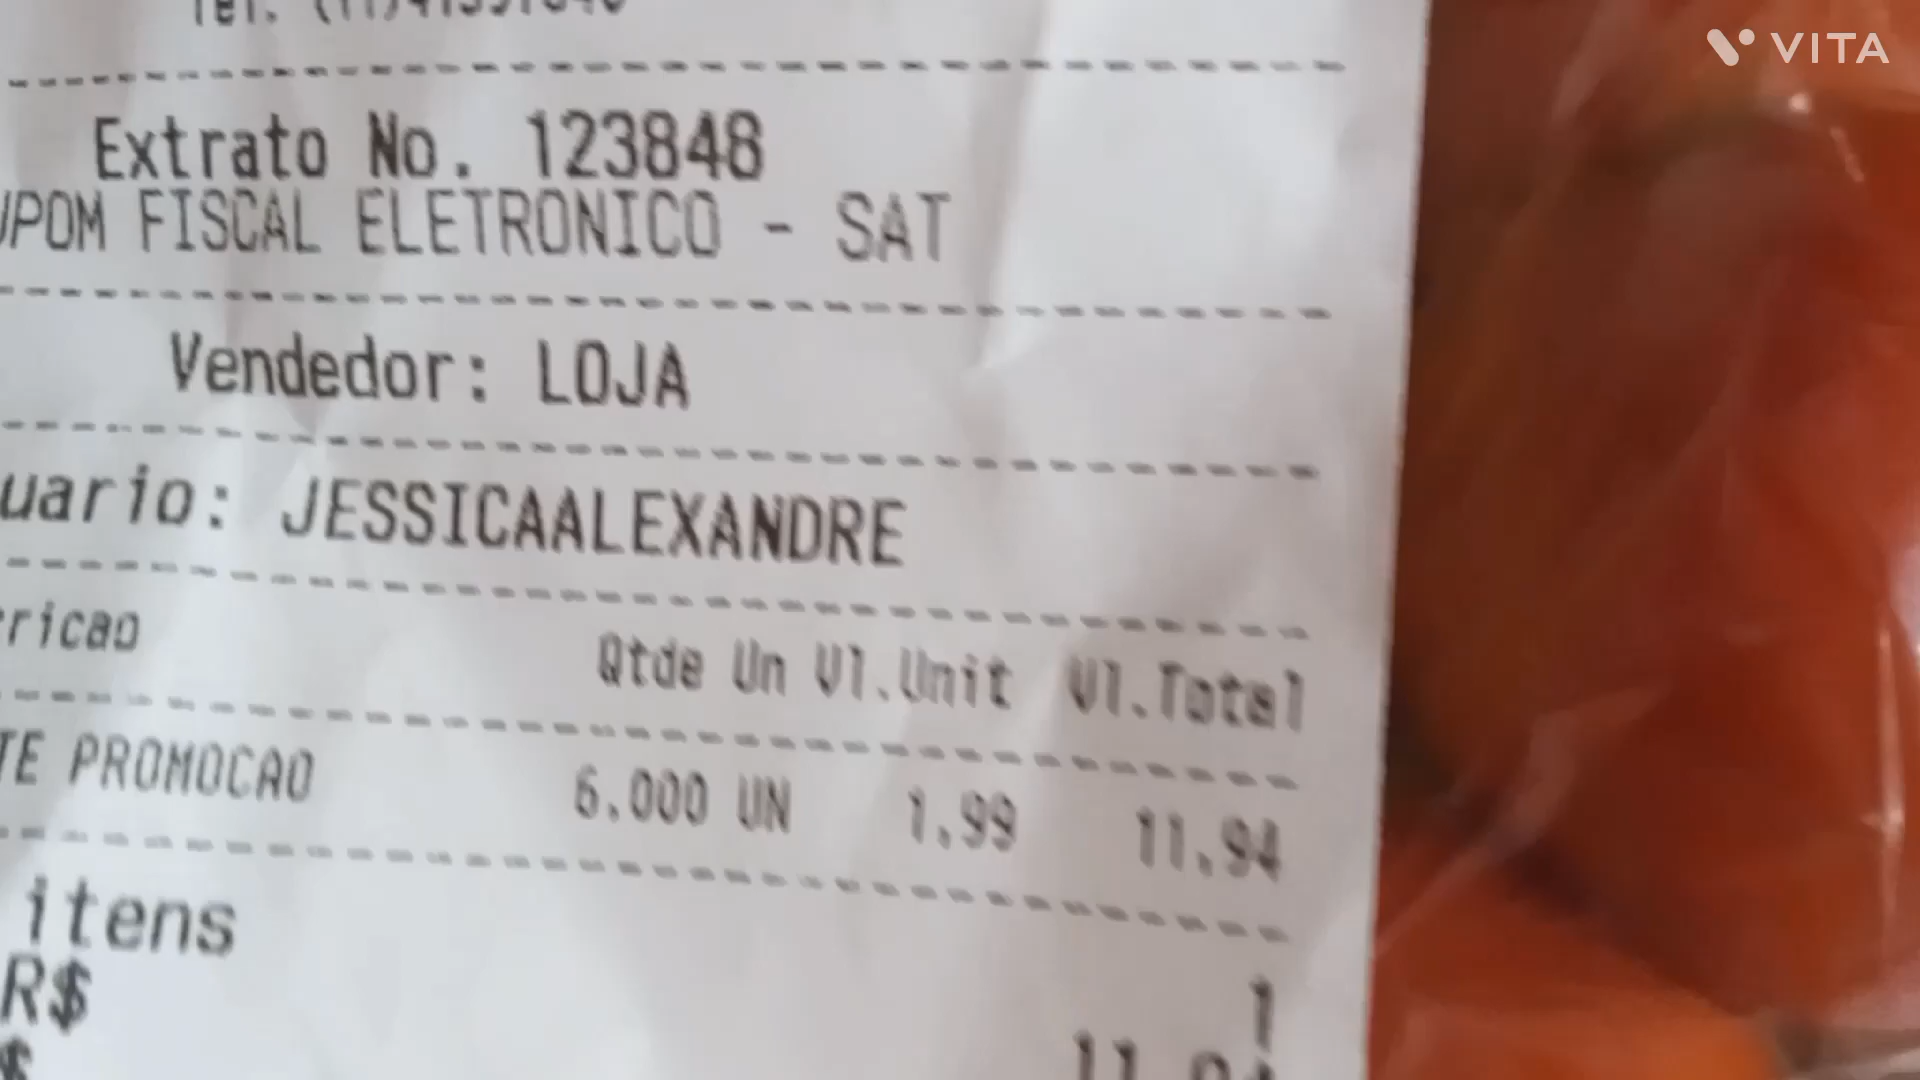 VITA
Extrato No. 123848
UPOM FISCAL ELETRONICO - SAT
Vendedor: LOJA
uario: JESSICAALEXANDRE
ricao Qtde Un Vl.Unit Vl.Total
TE PROMOCAO 6.000 UN 1,99 11,94
itens 1
R$
$